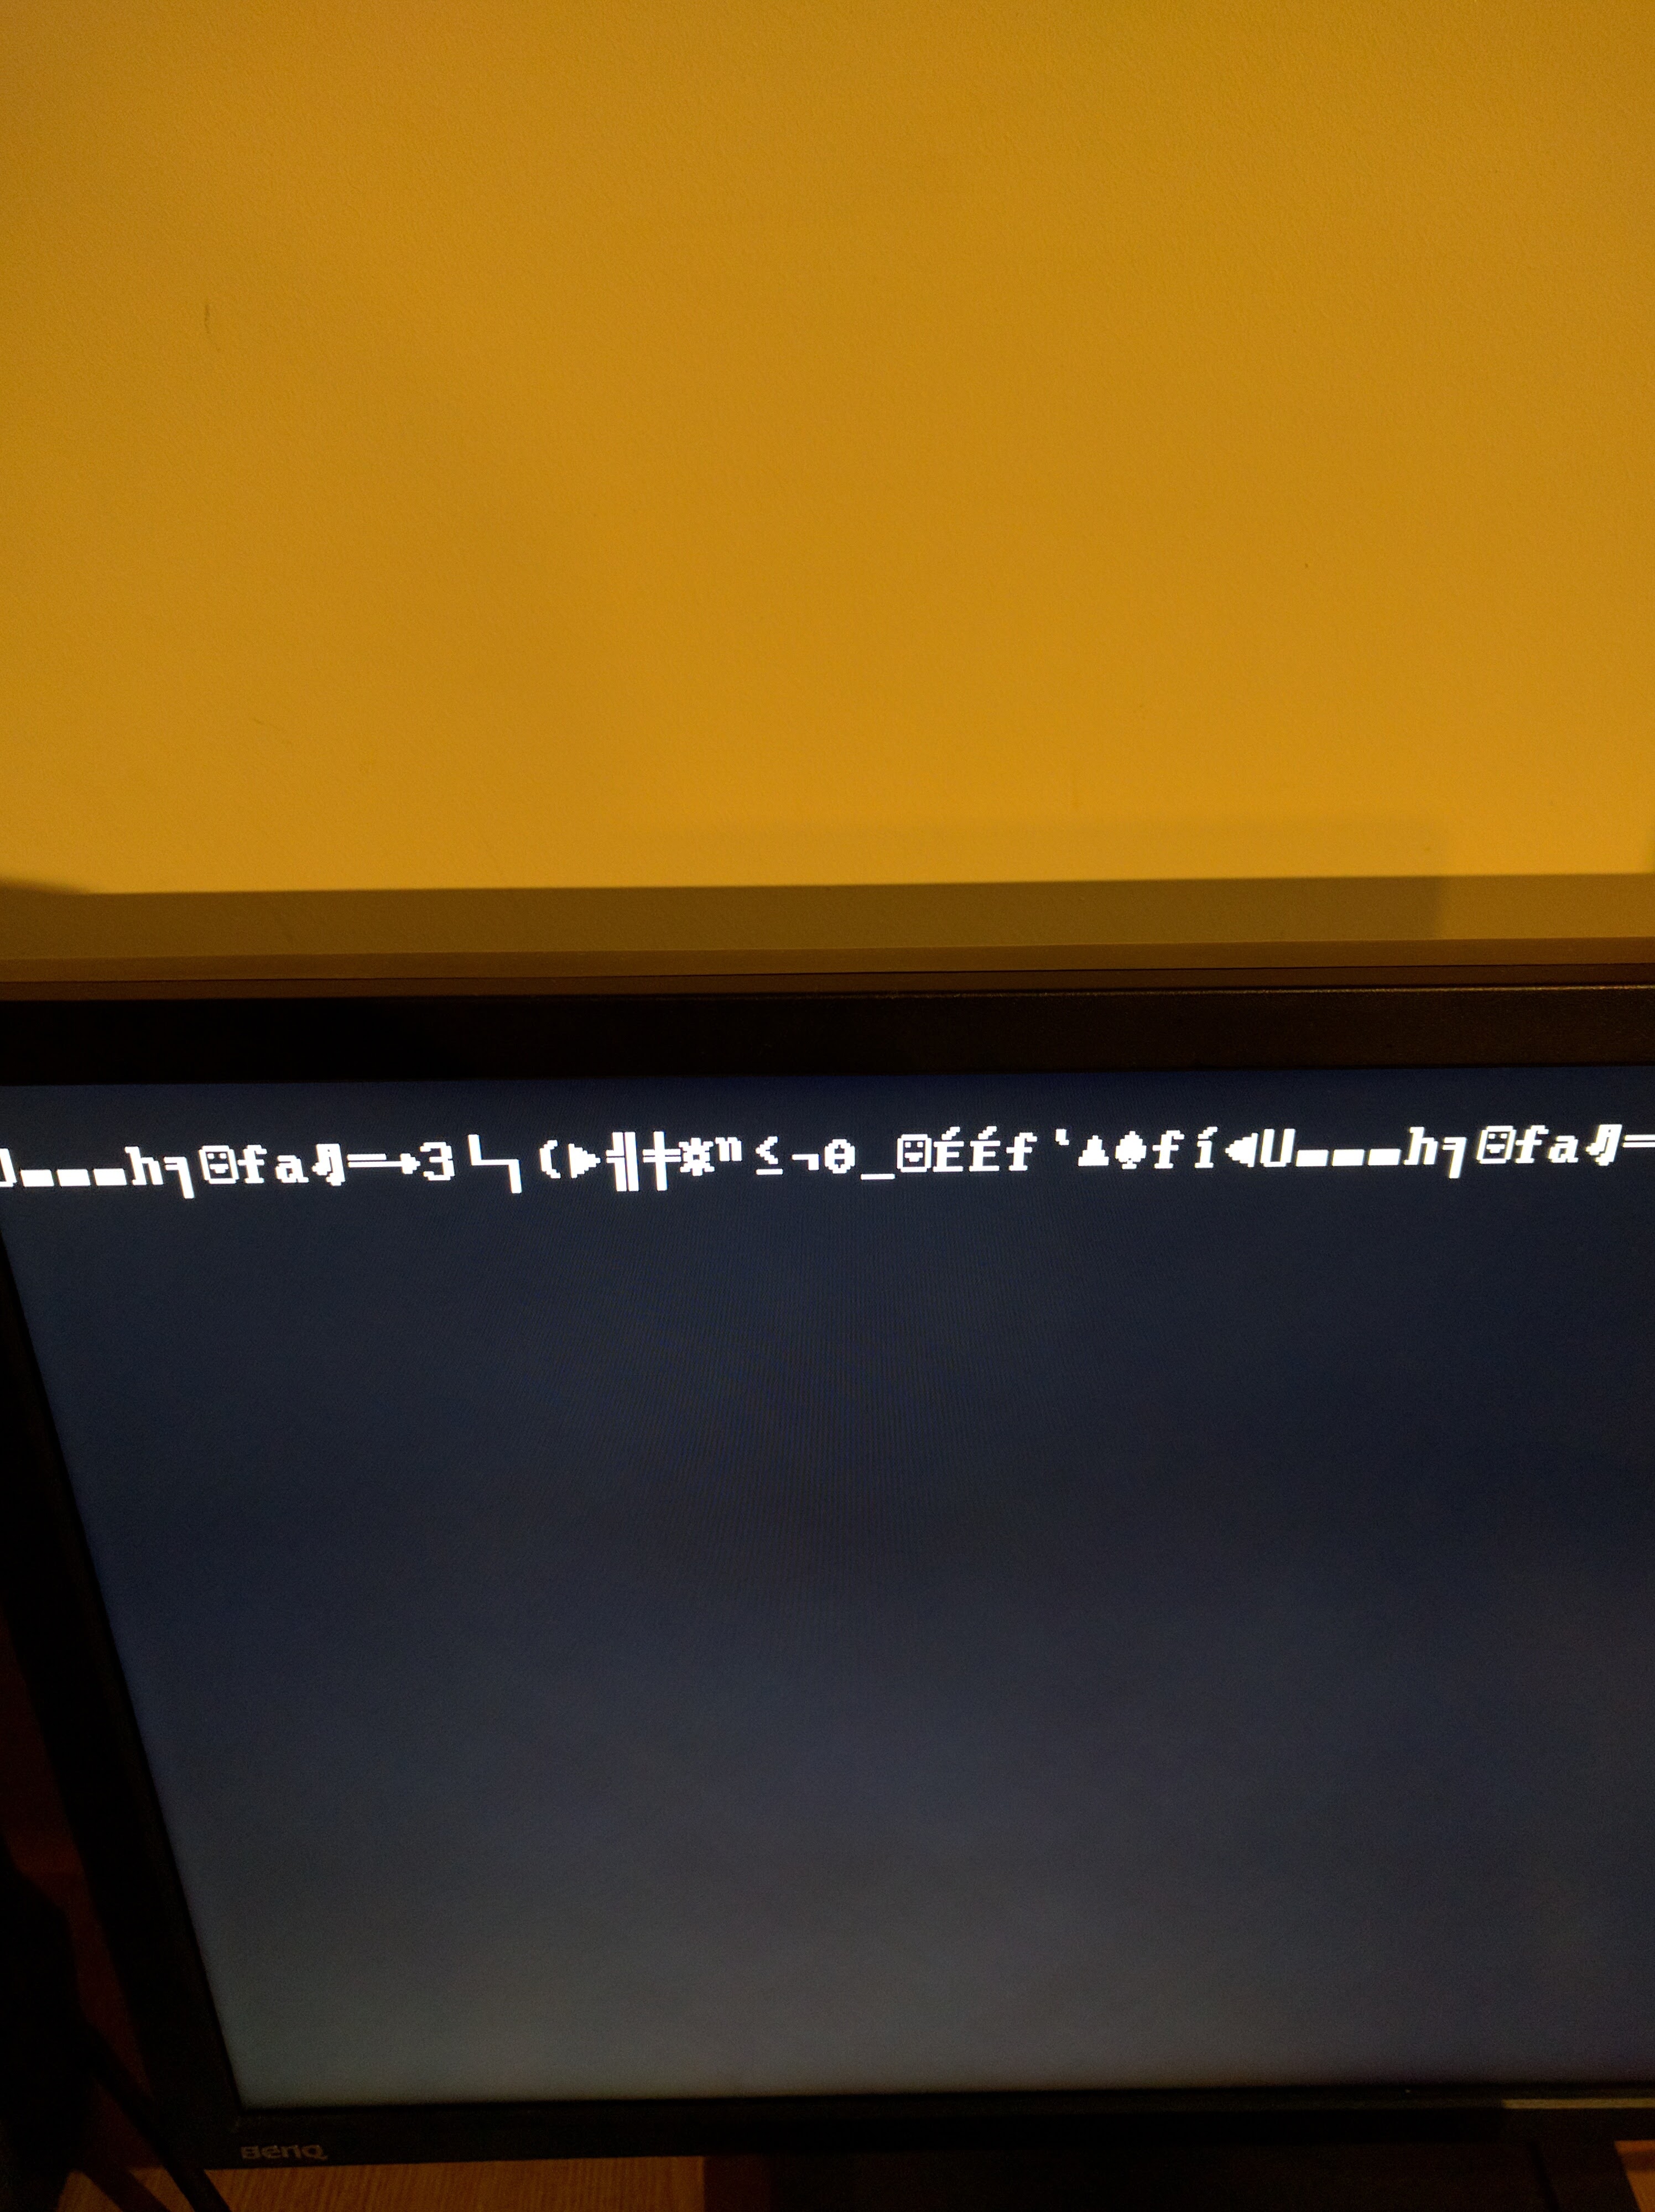 U▄▄▄h╕☺fa♫═→3└┐(►╢╪☼ⁿ≤¬θ_☺ÉÉf‘▲♠fí◄U▄▄▄h╕☺fa♫═
BenQ